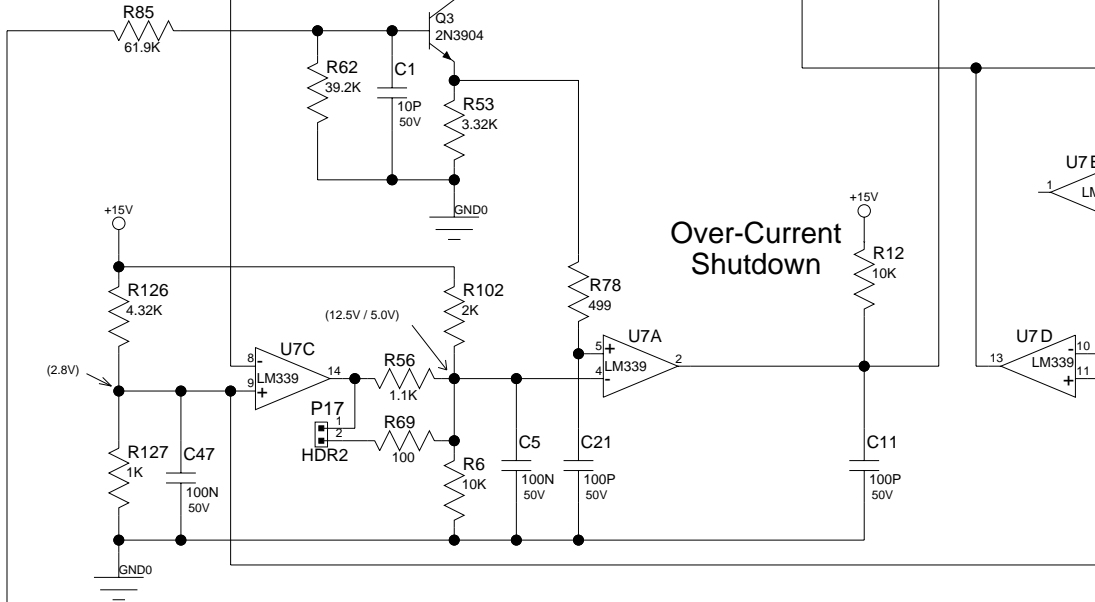 R85
61.9K
Q3
2N3904
R62
39.2K
C1
10P
50V
R53
3.32K
GND0
U7
1
+15V
+15V
Over-Current
Shutdown
R12
10K
R126
4.32K
R102
2K
R78
499
(12.5V / 5.0V)
U7C
8
-
LM339
9
+
14
(2.8V)
R56
1.1K
U7A
5
+
LM339
4
-
2
U7D
13
LM339
-
10
+
11
P17
1
2
HDR2
R69
100
R127
1K
C47
100N
50V
R6
10K
C5
100N
50V
C21
100P
50V
C11
100P
50V
GND0